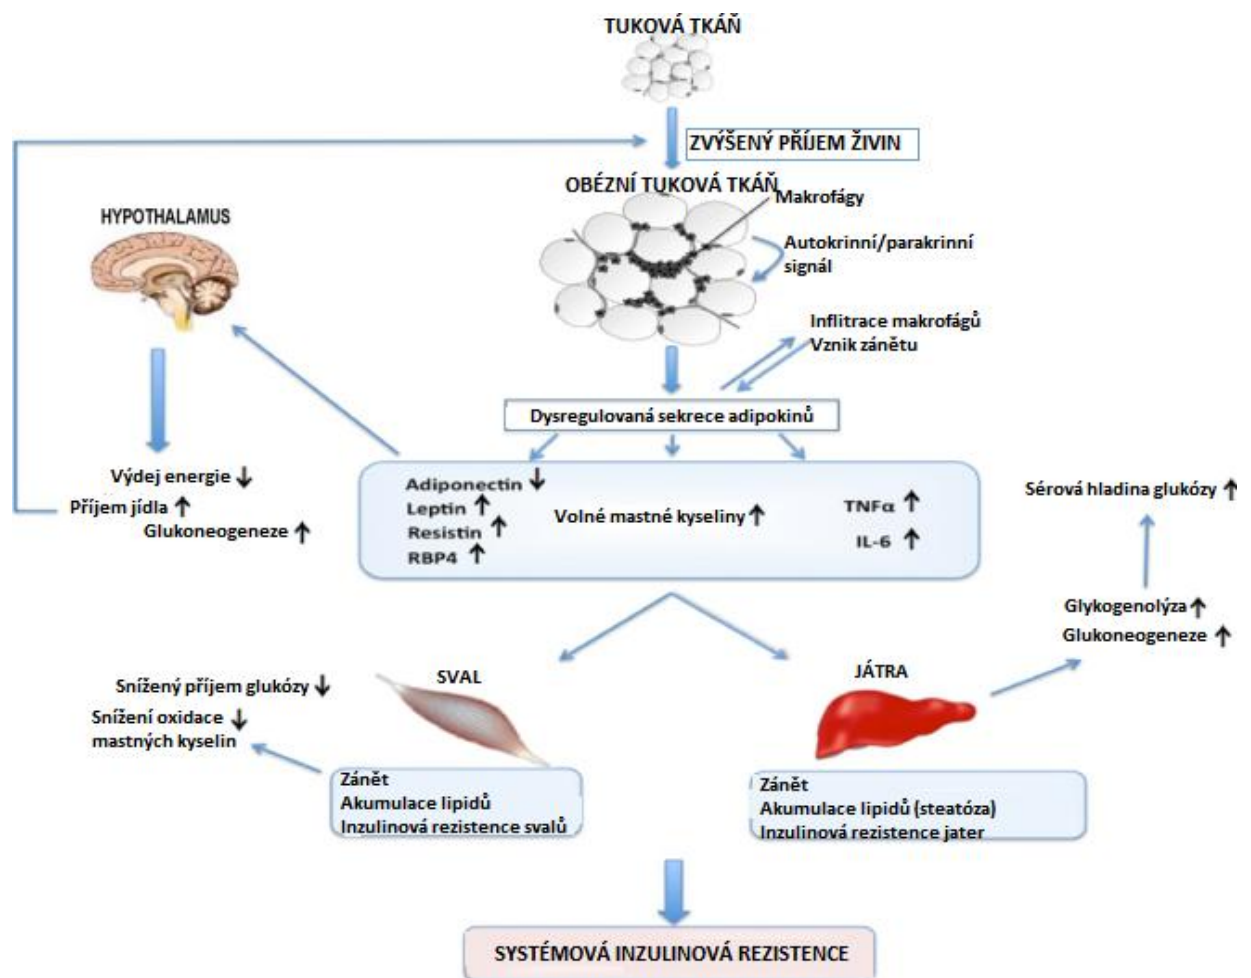 TUKOVÁ TKÁŇ
ZVÝŠENÝ PŘÍJEM ŽIVIN
OBÉZNÍ TUKOVÁ TKÁŇ
Makrofágy
Autokrinní/parakrinní
signál
HYPOTHALAMUS
Inflitrace makrofágů
Vznik zánětu
Dysregulovaná sekrece adipokinů
Výdej energie ↓
Příjem jídla ↑
Glukoneogeneze ↑
Adiponectin ↓
Leptin ↑
Resistin ↑
RBP4 ↑
Volné mastné kyseliny ↑
TNFα ↑
IL-6 ↑
Sérová hladina glukózy ↑
Glykogenolýza ↑
Glukoneogeneze ↑
SVAL
Snížený příjem glukózy ↓
Snížení oxidace ↓
mastných kyselin
Zánět
Akumulace lipidů
Inzulinová rezistence svalů
JÁTRA
Zánět
Akumulace lipidů (steatóza)
Inzulinová rezistence jater
SYSTÉMOVÁ INZULINOVÁ REZISTENCE